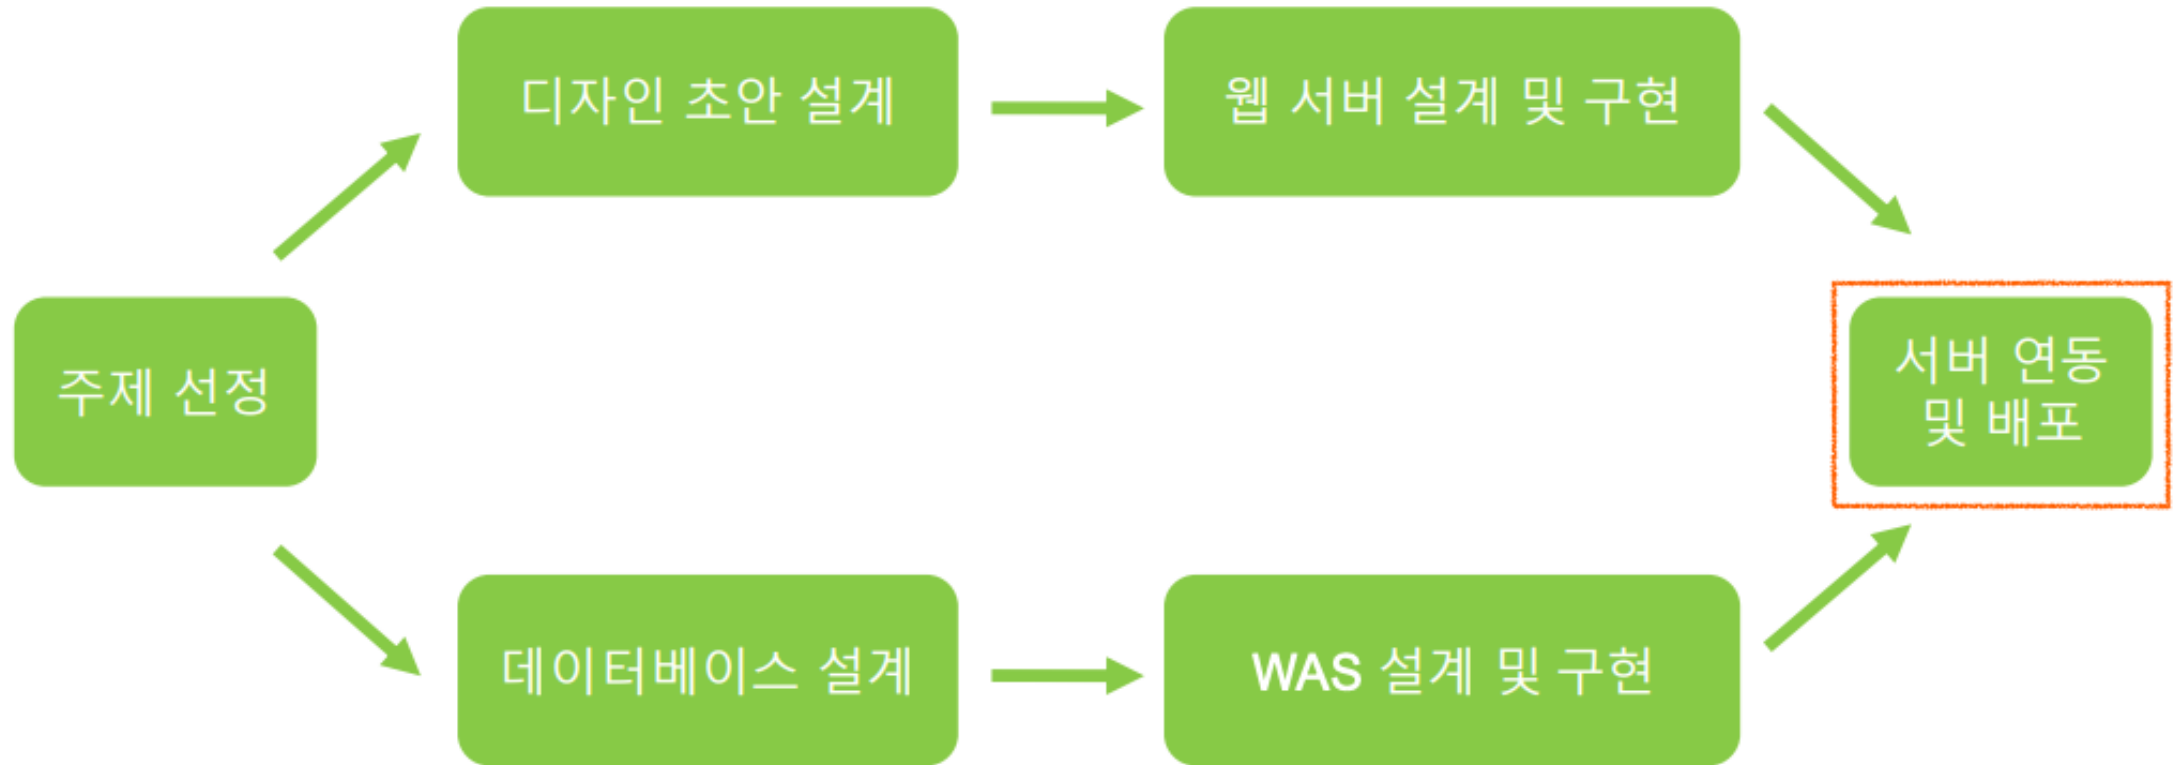 디자인 초안 설계
웹 서버 설계 및 구현
주제 선정
서버 연동
및 배포
데이터베이스 설계
WAS 설계 및 구현